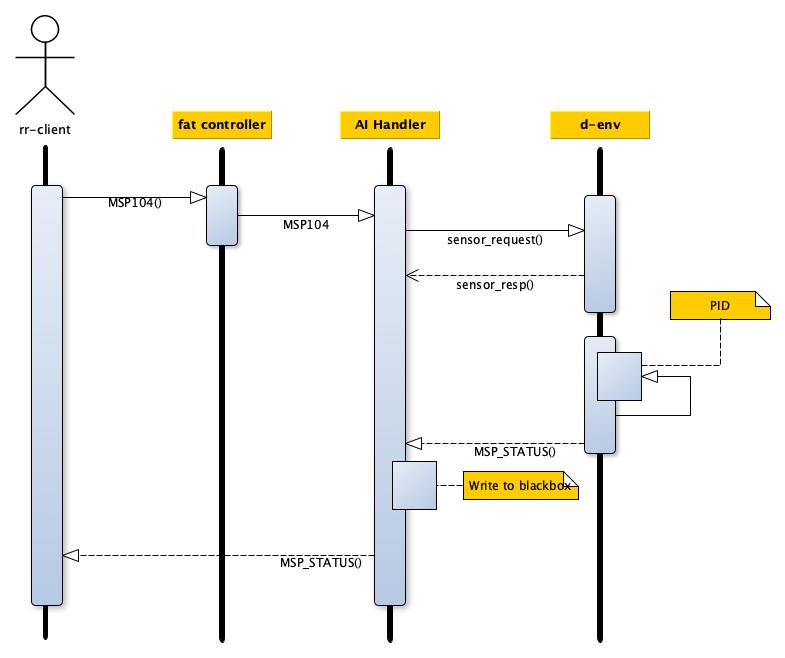 rr-client
fat controller
AI Handler
d-env
MSP104()
MSP104
sensor_request()
sensor_resp()
PID
MSP_STATUS()
Write to blackbox
MSP_STATUS()